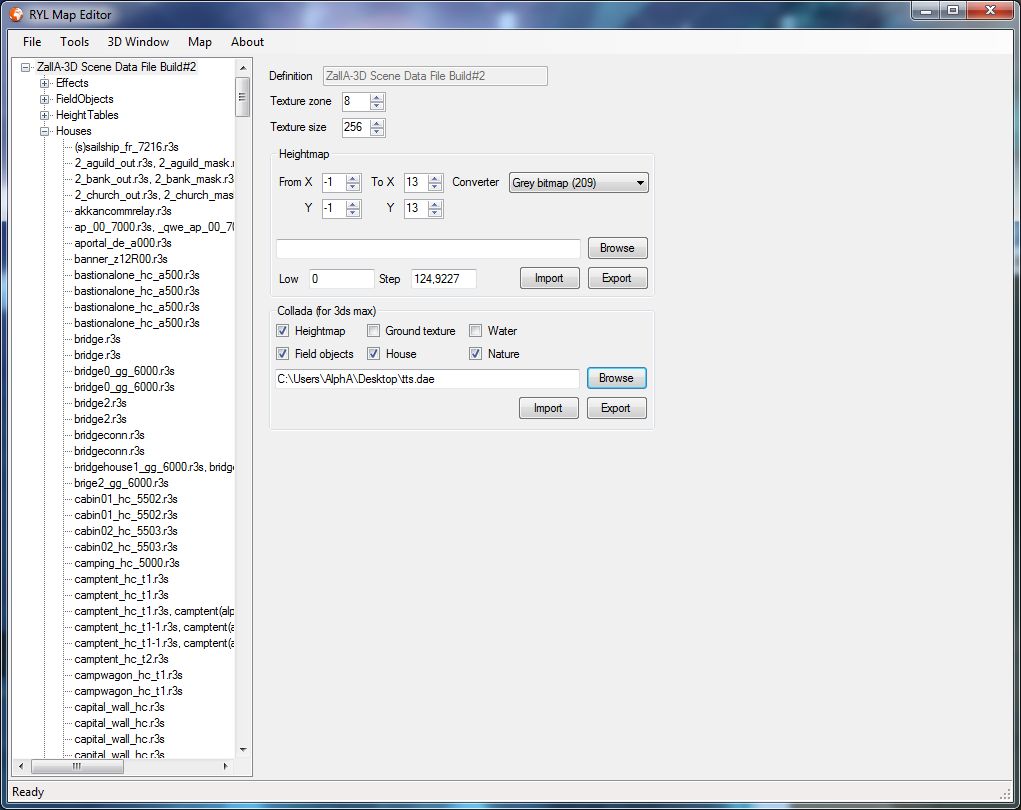 RYL Map Editor
File Tools 3D Window Map About
ZallA-3D Scene Data File Build#2
Effects
FieldObjects
HeightTables
Houses
(s)sailship_fr_7216.r3s
2_aguild_out.r3s, 2_aguild_mask.r
2_bank_out.r3s, 2_bank_mask.r3
2_church_out.r3s, 2_church_mas
akkancommrelay.r3s
ap_00_7000.r3s, _qwe_ap_00_70
aportal_de_a000.r3s
banner_z12R00.r3s
bastionalone_hc_a500.r3s
bastionalone_hc_a500.r3s
bastionalone_hc_a500.r3s
bastionalone_hc_a500.r3s
bridge.r3s
bridge.r3s
bridge0_gg_6000.r3s
bridge0_gg_6000.r3s
bridge2.r3s
bridge2.r3s
bridgeconn.r3s
bridgeconn.r3s
bridgehouse1_gg_6000.r3s, bridge
brige2_gg_6000.r3s
cabin01_hc_5502.r3s
cabin01_hc_5502.r3s
cabin02_hc_5503.r3s
cabin02_hc_5503.r3s
camping_hc_5000.r3s
camptent_hc_t1.r3s
camptent_hc_t1.r3s
camptent_hc_t1.r3s, camptent(alp
camptent_hc_t1-1.r3s, camptent(a
camptent_hc_t1-1.r3s, camptent(a
camptent_hc_t2.r3s
campwagon_hc_t1.r3s
campwagon_hc_t1.r3s
capital_wall_hc.r3s
capital_wall_hc.r3s
capital_wall_hc.r3s
capital_wall_hc.r3s
Definition ZallA-3D Scene Data File Build#2
Texture zone 8
Texture size 256
Heightmap
From X -1 To X 13 Converter Grey bitmap (209)
Y -1 Y 13
Browse
Low 0 Step 124,9227 Import Export
Collada (for 3ds max)
Heightmap Ground texture Water
Field objects House Nature
C:\Users\AlphA\Desktop\tts.dae Browse
Import Export
Ready